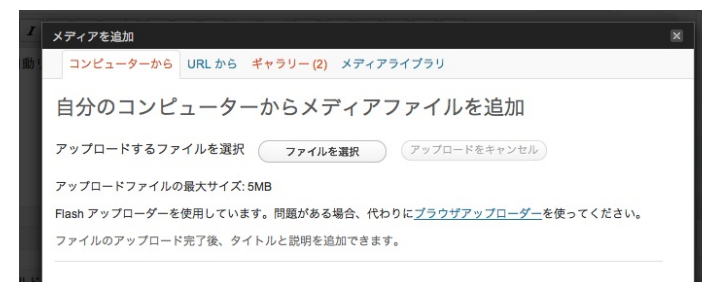 メディアを追加
コンピューターから URL から ギャラリー (2) メディアライブラリ
自分のコンピューターからメディアファイルを追加
アップロードするファイルを選択 ファイルを選択 アップロードをキャンセル
アップロードファイルの最大サイズ: 5MB
Flash アップローダーを使用しています。問題がある場合、代わりにブラウザアップローダーを使ってください。
ファイルのアップロード完了後、タイトルと説明を追加できます。